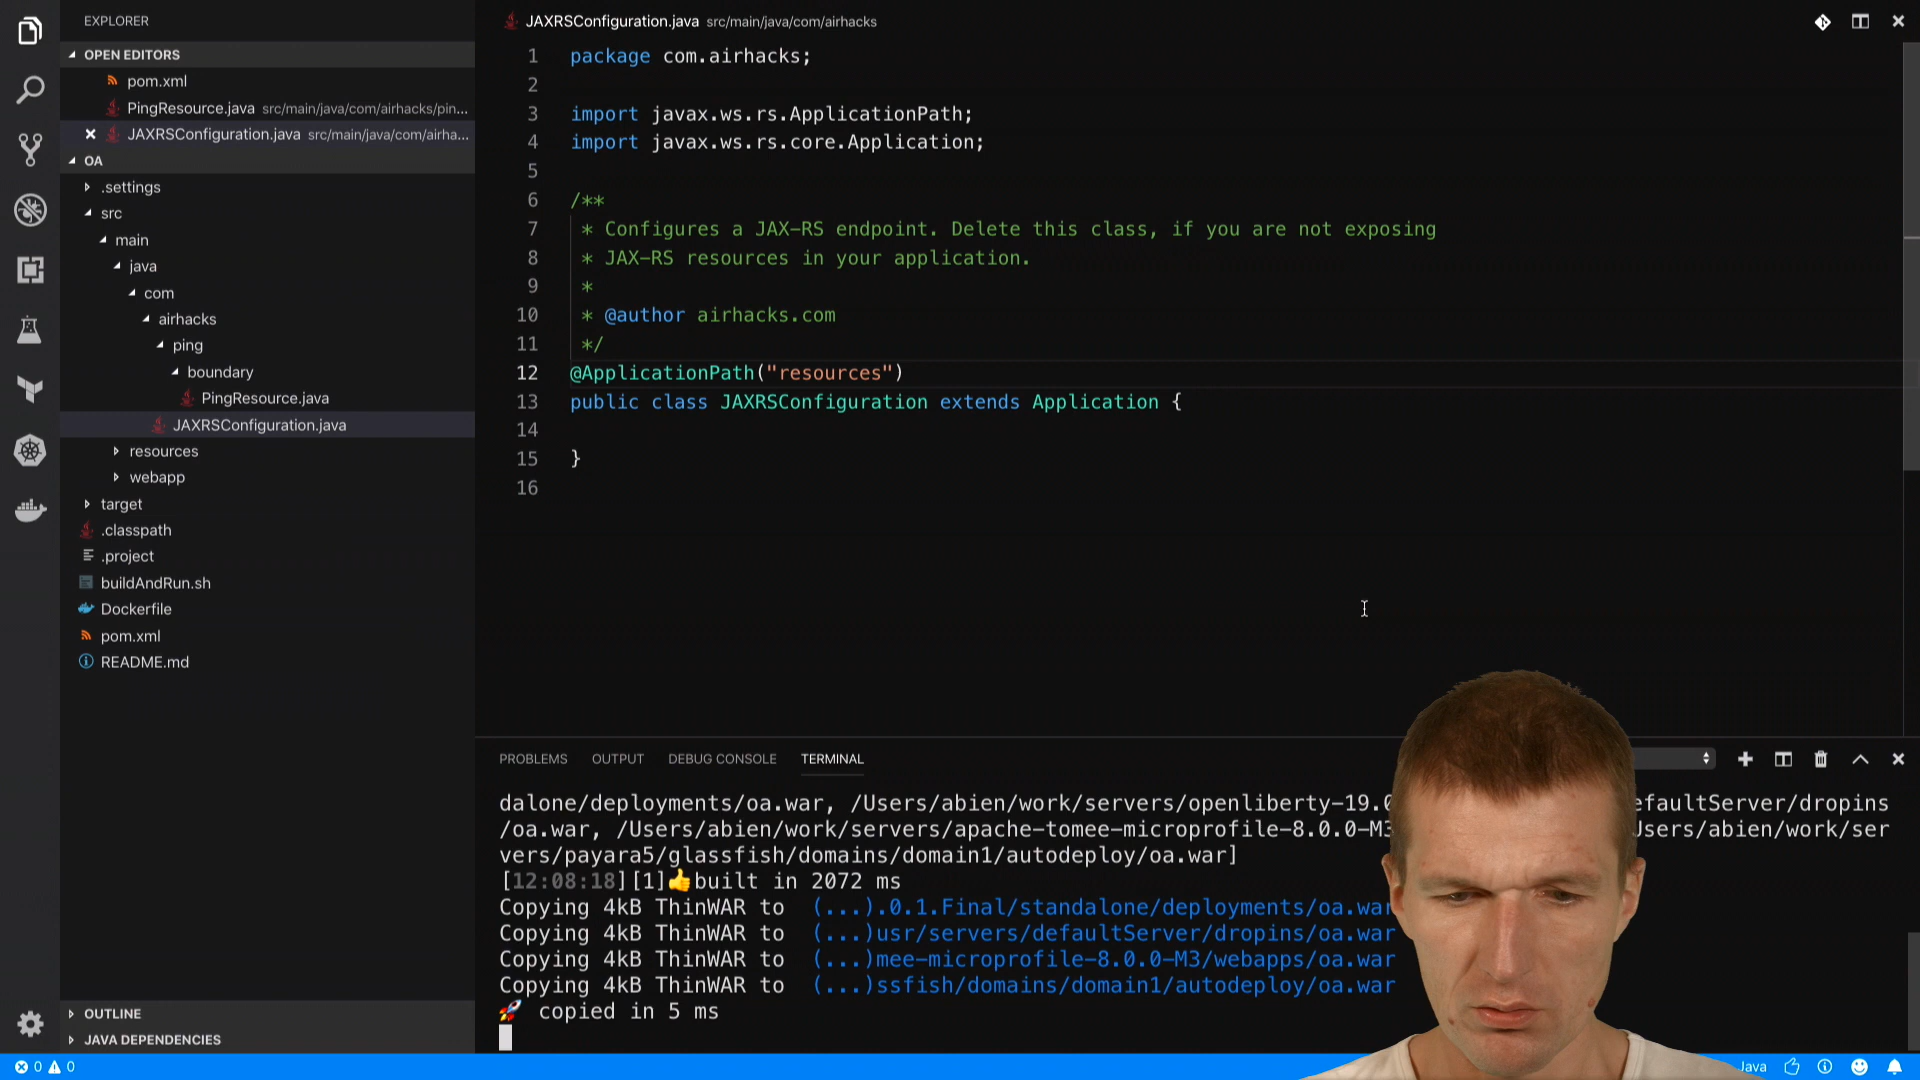 EXPLORER
OPEN EDITORS
pom.xml
PingResource.java src/main/java/com/airhacks/pin...
JAXRSConfiguration.java src/main/java/com/airha...
OA
.settings
src
main
java
com
airhacks
ping
boundary
PingResource.java
JAXRSConfiguration.java
resources
webapp
target
.classpath
.project
buildAndRun.sh
Dockerfile
pom.xml
README.md
OUTLINE
JAVA DEPENDENCIES
0 0
JAXRSConfiguration.java src/main/java/com/airhacks
1 package com.airhacks;
2
3 import javax.ws.rs.ApplicationPath;
4 import javax.ws.rs.core.Application;
5
6 /**
7 * Configures a JAX-RS endpoint. Delete this class, if you are not exposing
8 * JAX-RS resources in your application.
9 *
10 * @author airhacks.com
11 */
12 @ApplicationPath("resources")
13 public class JAXRSConfiguration extends Application {
14
15 }
16
PROBLEMS OUTPUT DEBUG CONSOLE TERMINAL
dalone/deployments/oa.war, /Users/abien/work/servers/openliberty-19.0 efaultServer/dropins
/oa.war, /Users/abien/work/servers/apache-tomee-microprofile-8.0.0-M3 Jsers/abien/work/ser
vers/payara5/glassfish/domains/domain1/autodeploy/oa.war]
[12:08:18][1]👍built in 2072 ms
Copying 4kB ThinWAR to (...).0.1.Final/standalone/deployments/oa.war
Copying 4kB ThinWAR to (...)usr/servers/defaultServer/dropins/oa.war
Copying 4kB ThinWAR to (...)mee-microprofile-8.0.0-M3/webapps/oa.war
Copying 4kB ThinWAR to (...)ssfish/domains/domain1/autodeploy/oa.war
🚀 copied in 5 ms
Java